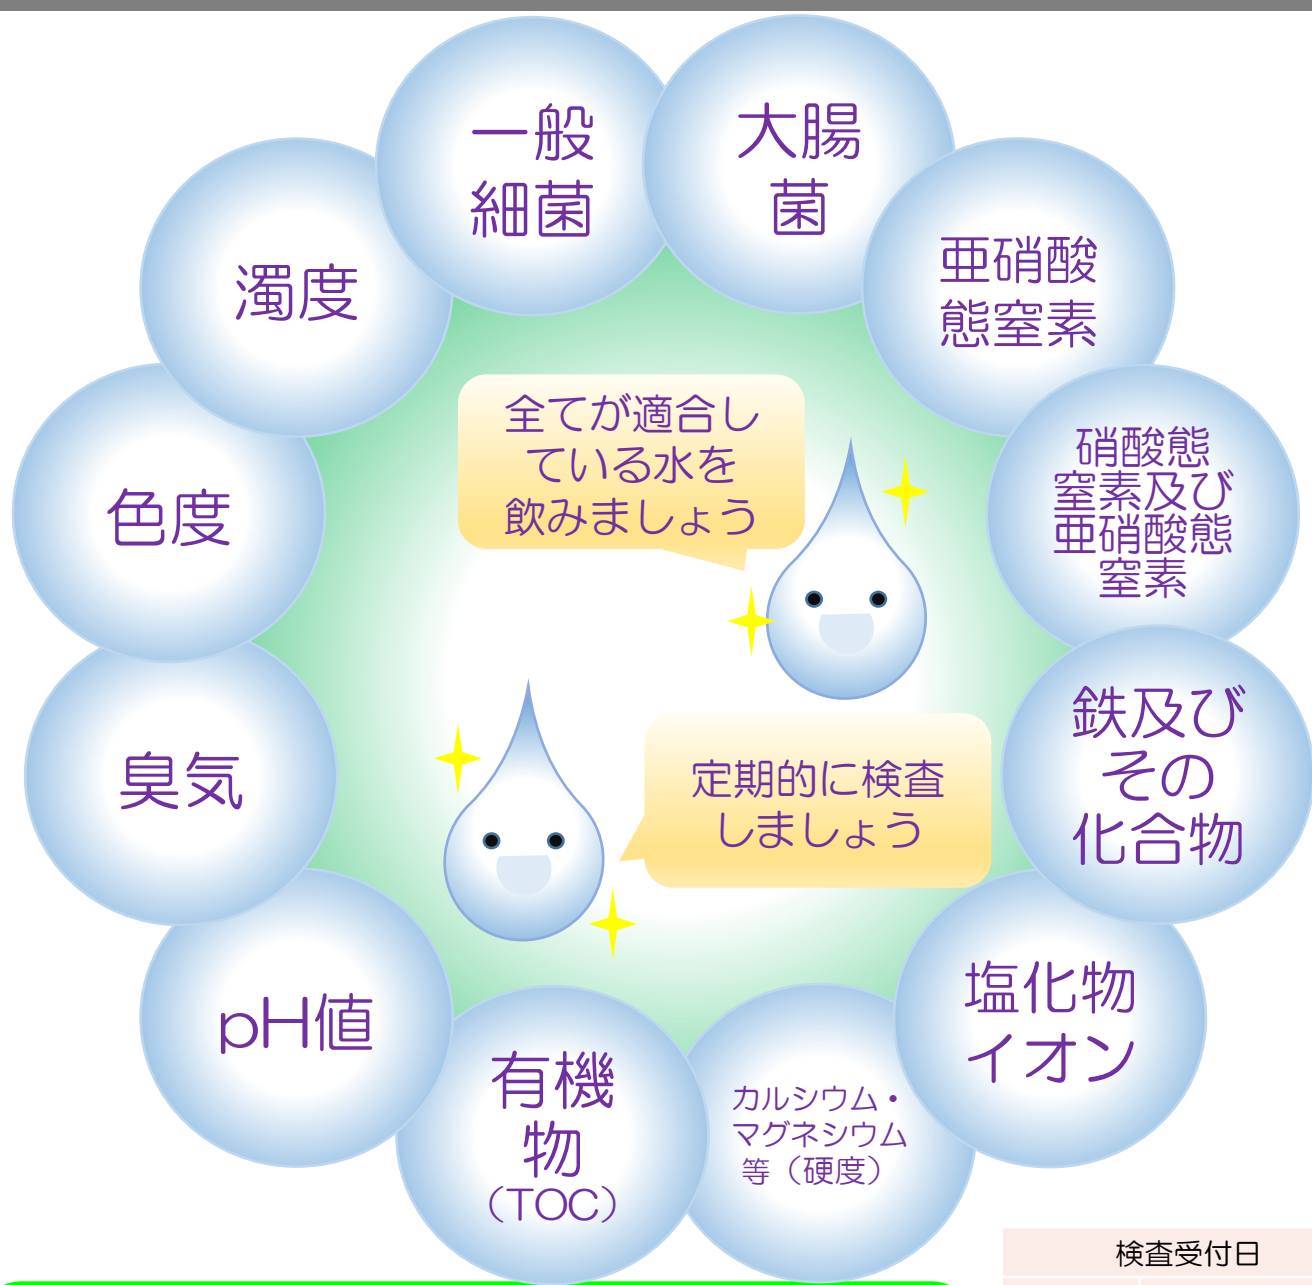 一般
細菌
大腸
菌
亜硝酸
態窒素
硝酸態
窒素及び
亜硝酸態
窒素
鉄及び
その
化合物
塩化物
イオン
カルシウム・
マグネシウム
等（硬度）
有機
物
（TOC）
pH値
臭気
色度
濁度
全てが適合し
ている水を
飲みましょう
定期的に検査
しましょう
検査受付日